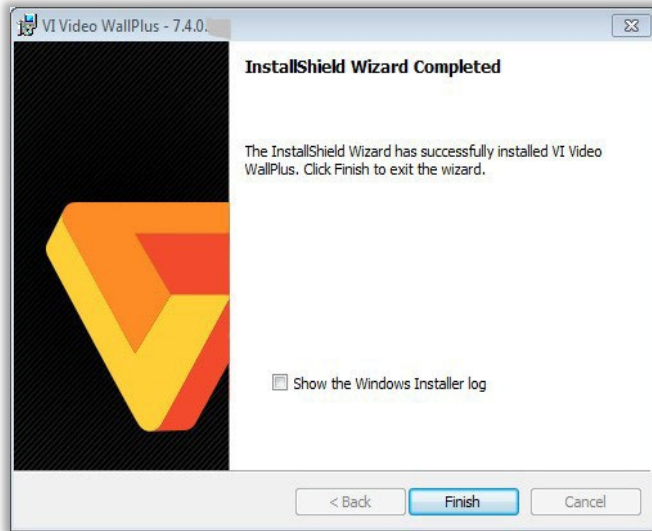 VI Video WallPlus - 7.4.0.
InstallShield Wizard Completed
The InstallShield Wizard has successfully installed VI Video
WallPlus. Click Finish to exit the wizard.
Show the Windows Installer log
< Back
Finish
Cancel